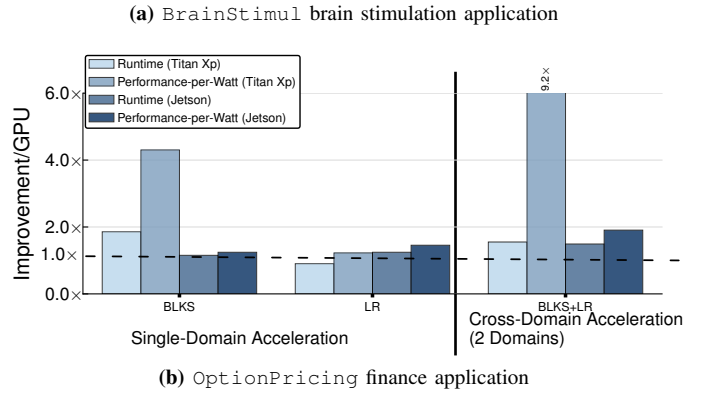 (a) BrainStimul brain stimulation application
Runtime (Titan Xp)
Performance-per-Watt (Titan Xp)
Runtime (Jetson)
Performance-per-Watt (Jetson)
9.2×
Improvement/GPU
6.0×
4.0×
2.0×
1.0×
0.0×
BLKS
LR
BLKS+LR
Single-Domain Acceleration
Cross-Domain Acceleration
(2 Domains)
(b) OptionPricing finance application